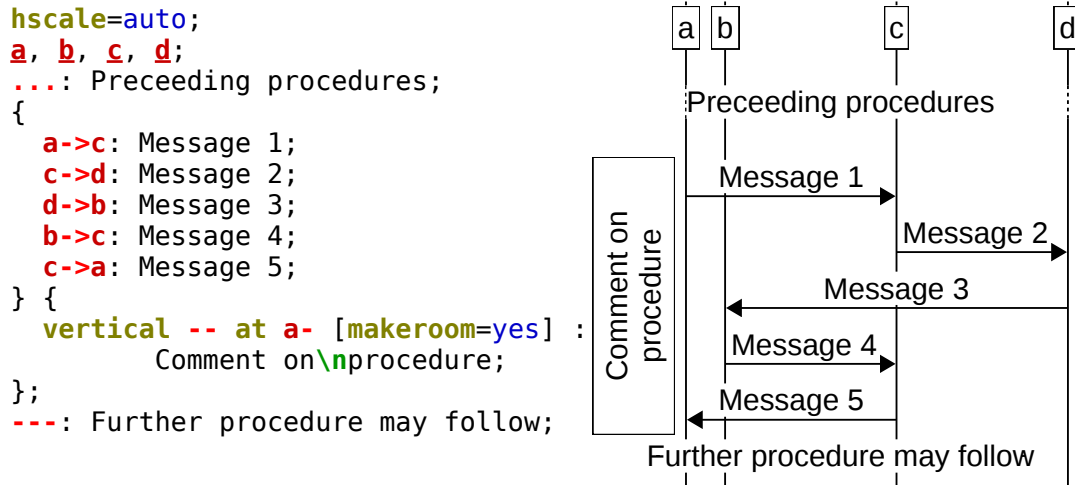 hscale=auto;
a, b, c, d;
...: Preceeding procedures;
{
  a->c: Message 1;
  c->d: Message 2;
  d->b: Message 3;
  b->c: Message 4;
  c->a: Message 5;
} {
  vertical -- at a- [makeroom=yes] :
         Comment on\nprocedure;
};
---: Further procedure may follow;
a b c d
Preceeding procedures
Comment on
procedure
Message 1
Message 2
Message 3
Message 4
Message 5
Further procedure may follow